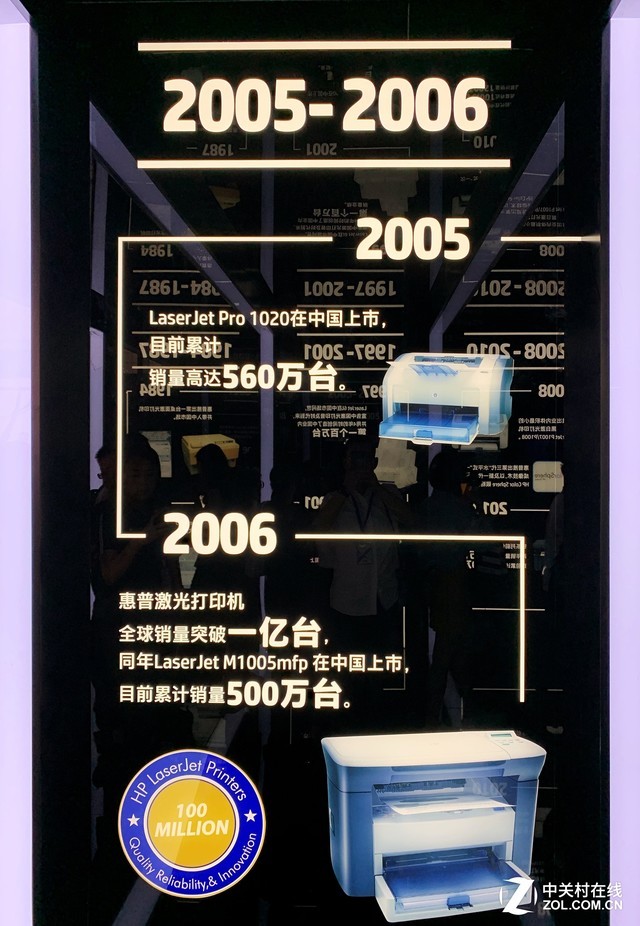 2005-2006
2005
LaserJet Pro 1020在中国上市，
目前累计
销量高达560万台。
2006
惠普激光打印机
全球销量突破一亿台，
同年LaserJet M1005mfp 在中国上市，
目前累计销量500万台。
HP LaserJet Printers
100
MILLION
Quality Reliability,& Innovation
中关村在线
ZOL.COM.CN